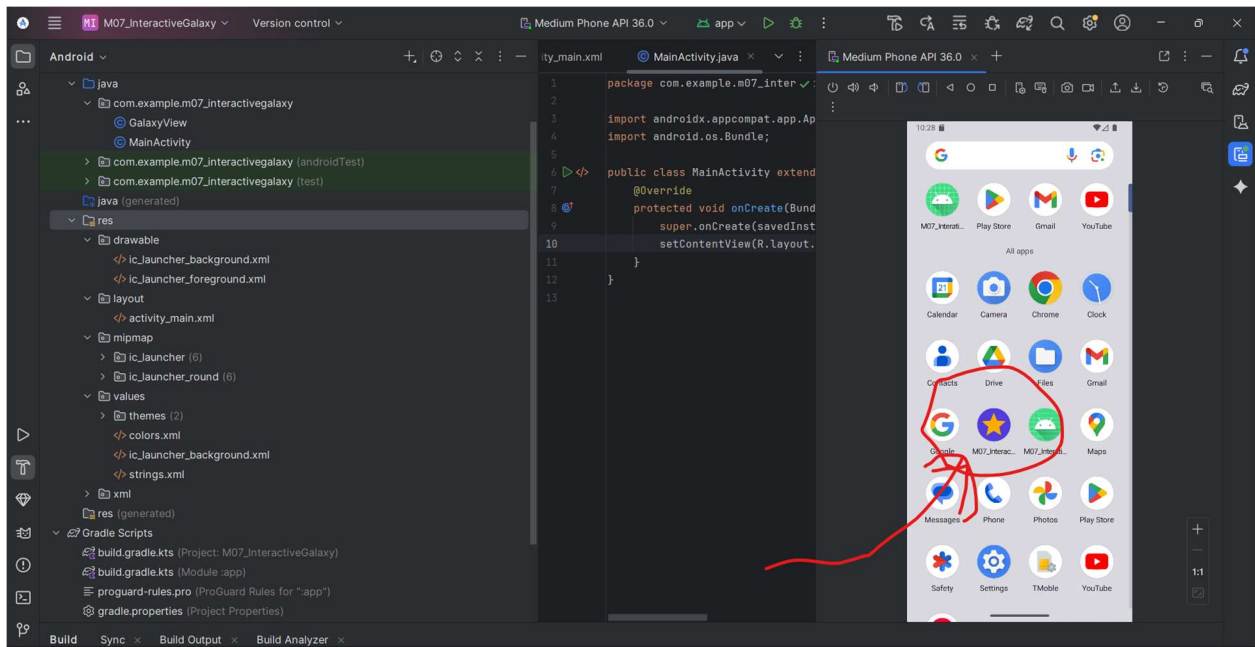 MI M07_InteractiveGalaxy Version control Medium Phone API 36.0 app
Android
java
com.example.m07_interactivegalaxy
GalaxyView
MainActivity
com.example.m07_interactivegalaxy (androidTest)
com.example.m07_interactivegalaxy (test)
java (generated)
res
drawable
ic_launcher_background.xml
ic_launcher_foreground.xml
layout
activity_main.xml
mipmap
ic_launcher (6)
ic_launcher_round (6)
values
themes (2)
colors.xml
ic_launcher_background.xml
strings.xml
xml
res (generated)
Gradle Scripts
build.gradle.kts (Project: M07_InteractiveGalaxy)
build.gradle.kts (Module :app)
proguard-rules.pro (ProGuard Rules for ":app")
gradle.properties (Project Properties)
Build Sync Build Output Build Analyzer
ity_main.xml MainActivity.java
1 package com.example.m07_inter
2
3 import androidx.appcompat.app.Ap
4 import android.os.Bundle;
5
6 public class MainActivity extend
7 @Override
8 protected void onCreate(Bund
9 super.onCreate(savedInst
10 setContentView(R.layout.
11 }
12 }
13
Medium Phone API 36.0
10:28
M07_Interati... Play Store Gmail YouTube
All apps
21
Calendar Camera Chrome Clock
Contacts Drive Files Gmail
Google M07_Interac... M07_Interati... Maps
Messages Phone Photos Play Store
Safety Settings TMoble YouTube
1:1